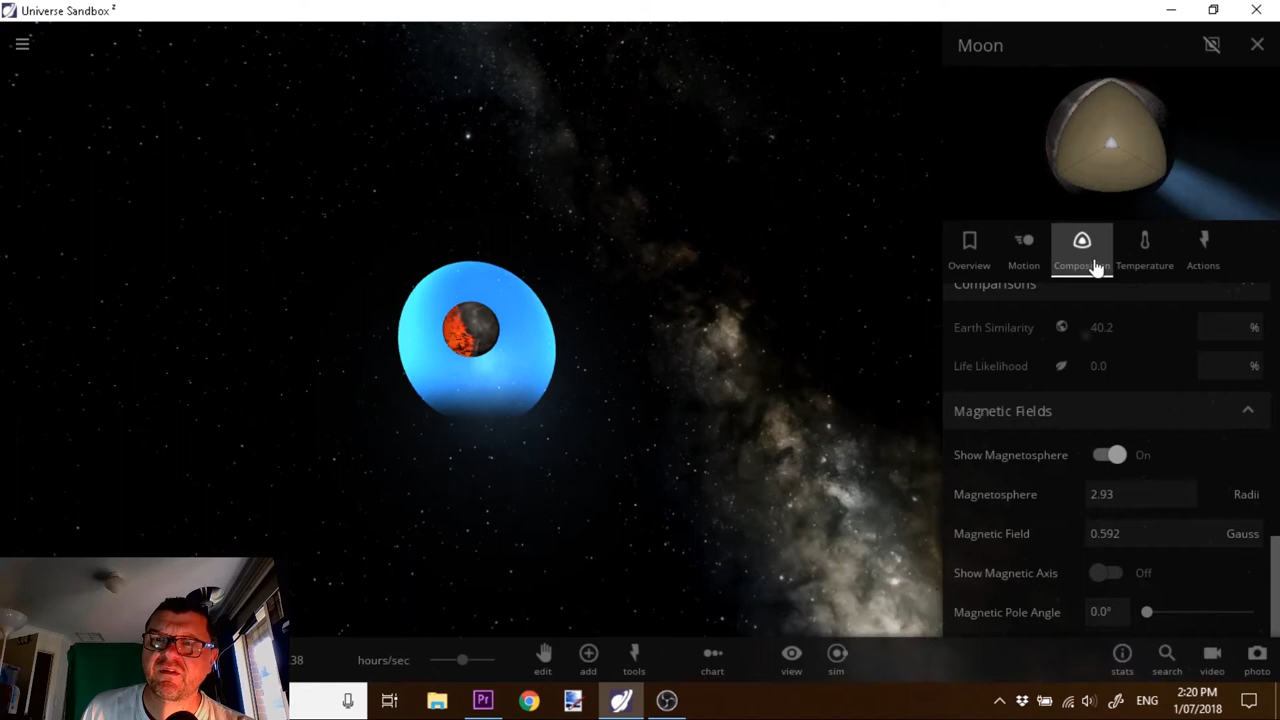 Universe Sandbox ²
Moon
Overview
Motion
Composition
Temperature
Actions
Comparisons
Earth Similarity 40.2 %
Life Likelihood 0.0 %
Magnetic Fields
Show Magnetosphere On
Magnetosphere 2.93 Radii
Magnetic Field 0.592 Gauss
Show Magnetic Axis Off
Magnetic Pole Angle 0.0°
38 hours/sec
edit
add
tools
chart
view
sim
stats
search
video
photo
Pr
ENG
2:20 PM
1/07/2018